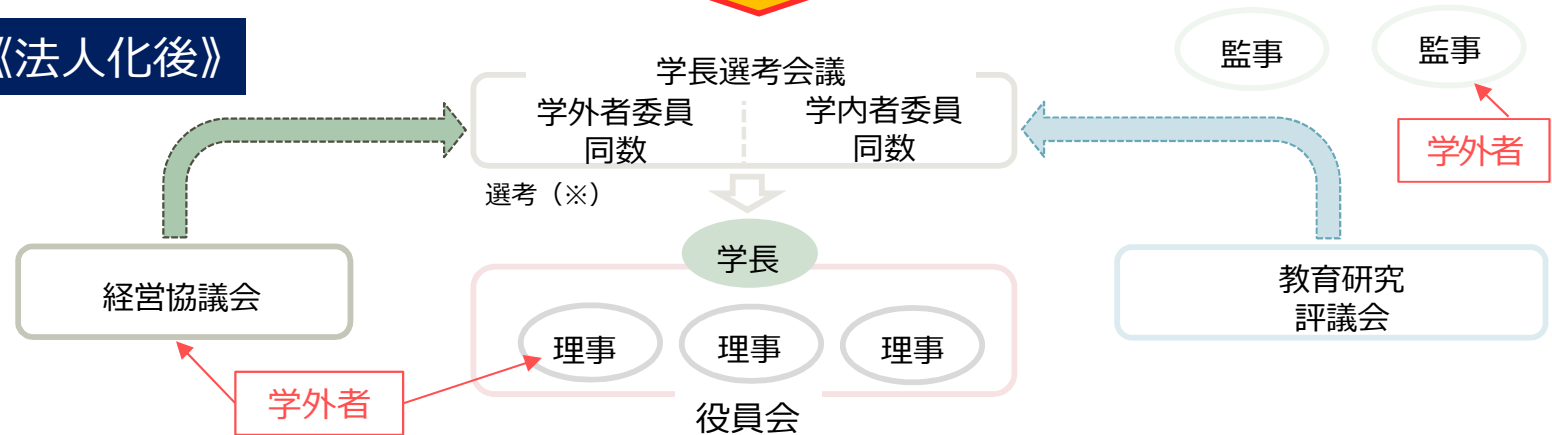 《法人化後》
学長選考会議
学外者委員
同数
学内者委員
同数
選考（※）
監事
監事
学外者
学長
経営協議会
理事
理事
理事
役員会
教育研究
評議会
学外者